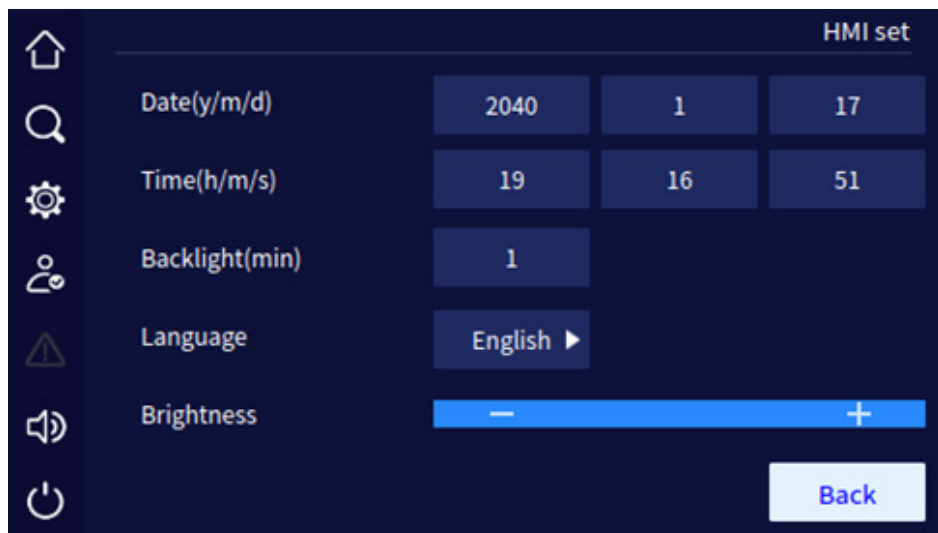 HMI set
Date(y/m/d) 2040 1 17
Time(h/m/s) 19 16 51
Backlight(min) 1
Language English ▶
Brightness − +
Back